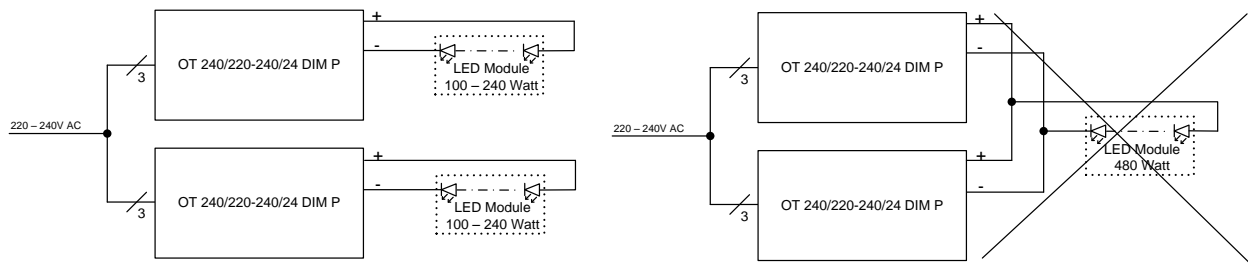 +
OT 240/220-240/24 DIM P
-
3
LED Module
100 – 240 Watt
220 – 240V AC
+
OT 240/220-240/24 DIM P
-
3
LED Module
100 – 240 Watt
+
OT 240/220-240/24 DIM P
-
3
220 – 240V AC
LED Module
480 Watt
+
OT 240/220-240/24 DIM P
-
3